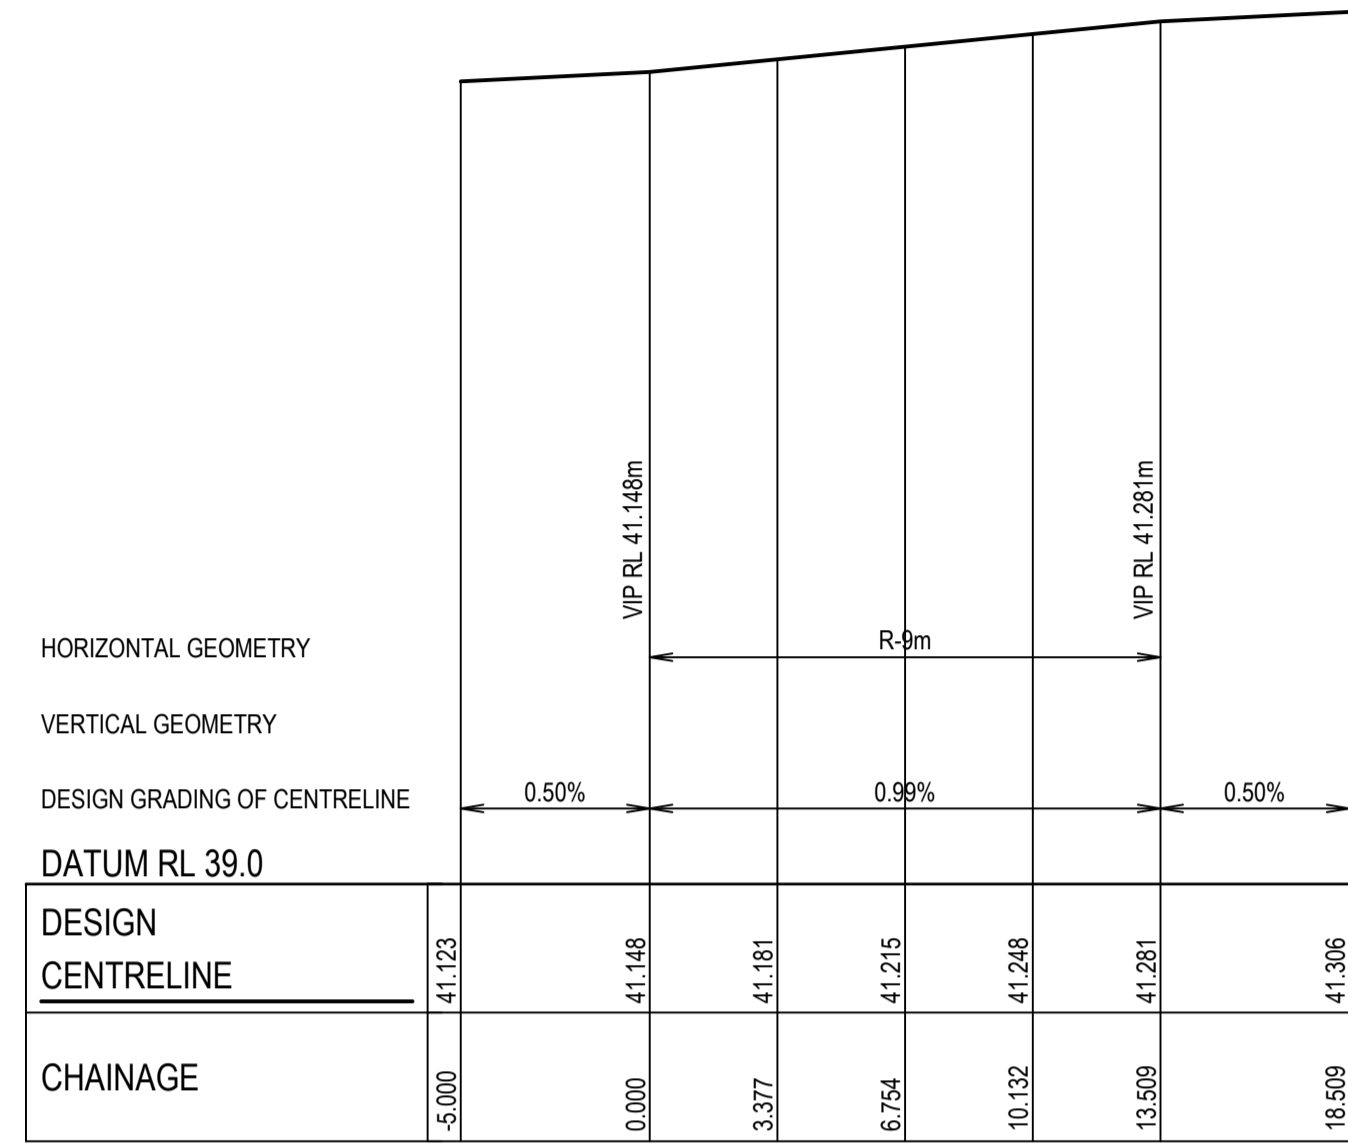 VIP RL 41.148m
VIP RL 41.281m
HORIZONTAL GEOMETRY
R-9m
VERTICAL GEOMETRY
DESIGN GRADING OF CENTRELINE
0.50%
0.99%
0.50%
DATUM RL 39.0
DESIGN
CENTRELINE
41.123
41.148
41.181
41.215
41.248
41.281
41.306
CHAINAGE
-5.000
0.000
3.377
6.754
10.132
13.509
18.509